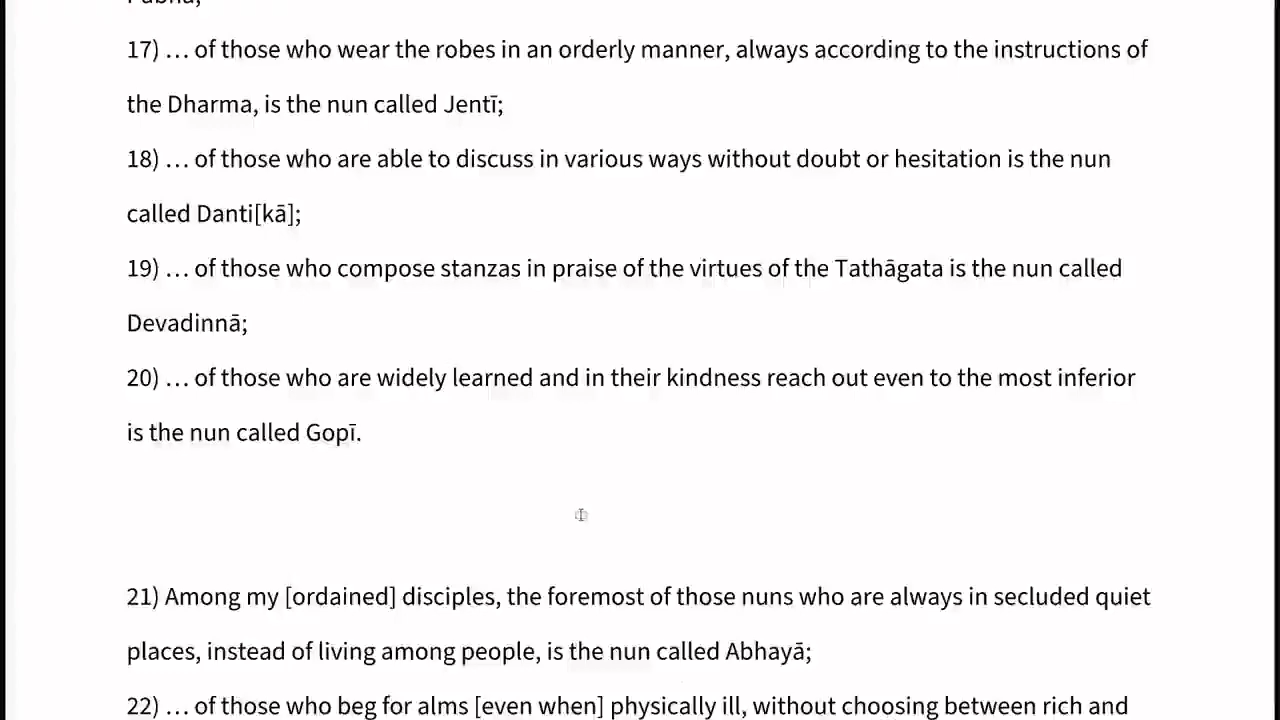 17) … of those who wear the robes in an orderly manner, always according to the instructions of
the Dharma, is the nun called Jentī;
18) … of those who are able to discuss in various ways without doubt or hesitation is the nun
called Danti[kā];
19) … of those who compose stanzas in praise of the virtues of the Tathāgata is the nun called
Devadinnā;
20) … of those who are widely learned and in their kindness reach out even to the most inferior
is the nun called Gopī.
21) Among my [ordained] disciples, the foremost of those nuns who are always in secluded quiet
places, instead of living among people, is the nun called Abhayā;
22) … of those who beg for alms [even when] physically ill, without choosing between rich and